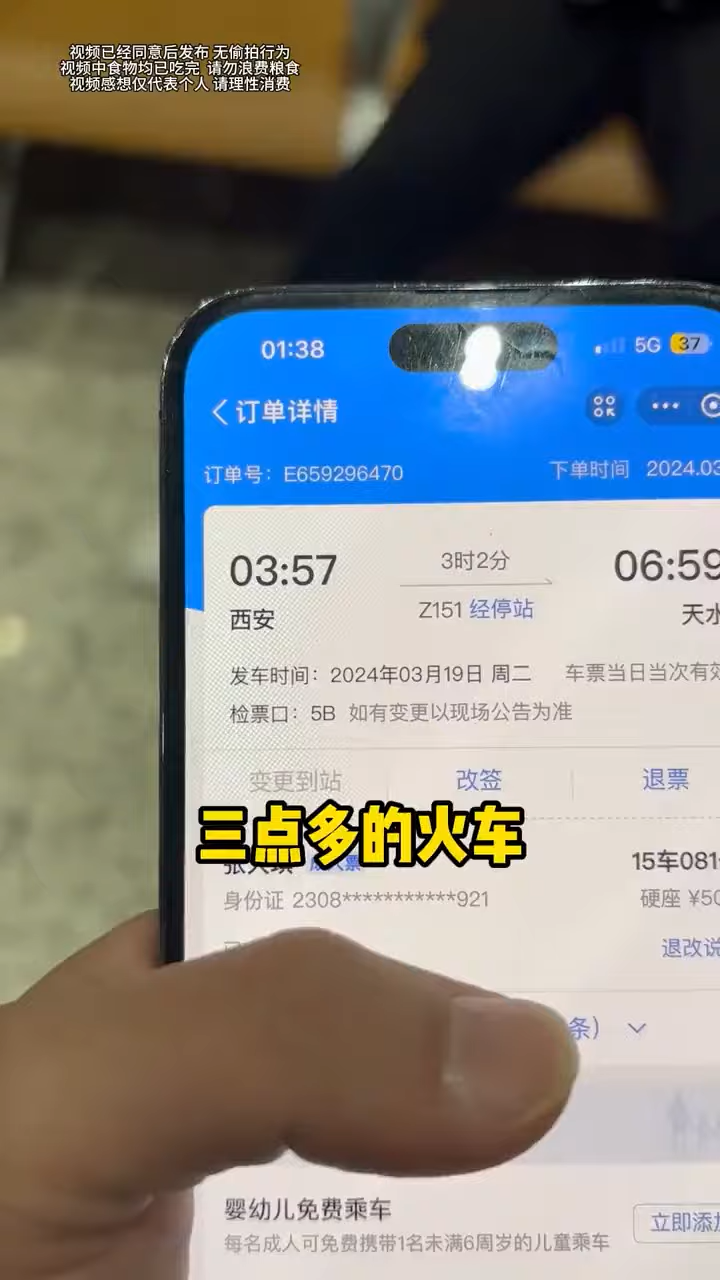 视频已经同意后发布 无偷拍行为
视频中食物均已吃完 请勿浪费粮食
视频感想仅代表个人 请理性消费
01:38 5G 37
订单详情
订单号：E659296470 下单时间 2024.03
03:57 3时2分 06:59
西安 Z151 经停站 天水
发车时间：2024年03月19日 周二 车票当日当次有效
检票口：5B 如有变更以现场公告为准
变更到站 改签 退票
三点多的火车
15车081
身份证 2308***********921 硬座 ¥50
退改说
条）
婴幼儿免费乘车 立即添加
每名成人可免费携带1名未满6周岁的儿童乘车